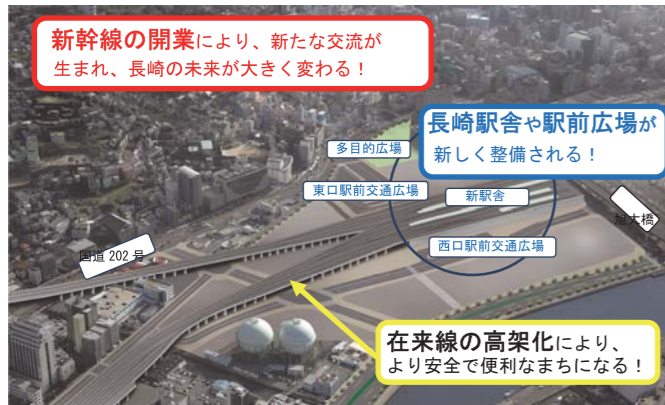 新幹線の開業により、新たな交流が
生まれ、長崎の未来が大きく変わる！
長崎駅舎や駅前広場が
新しく整備される！
多目的広場
東口駅前交通広場
新駅舎
旭大橋
西口駅前交通広場
国道 202 号
在来線の高架化により、
より安全で便利なまちになる！